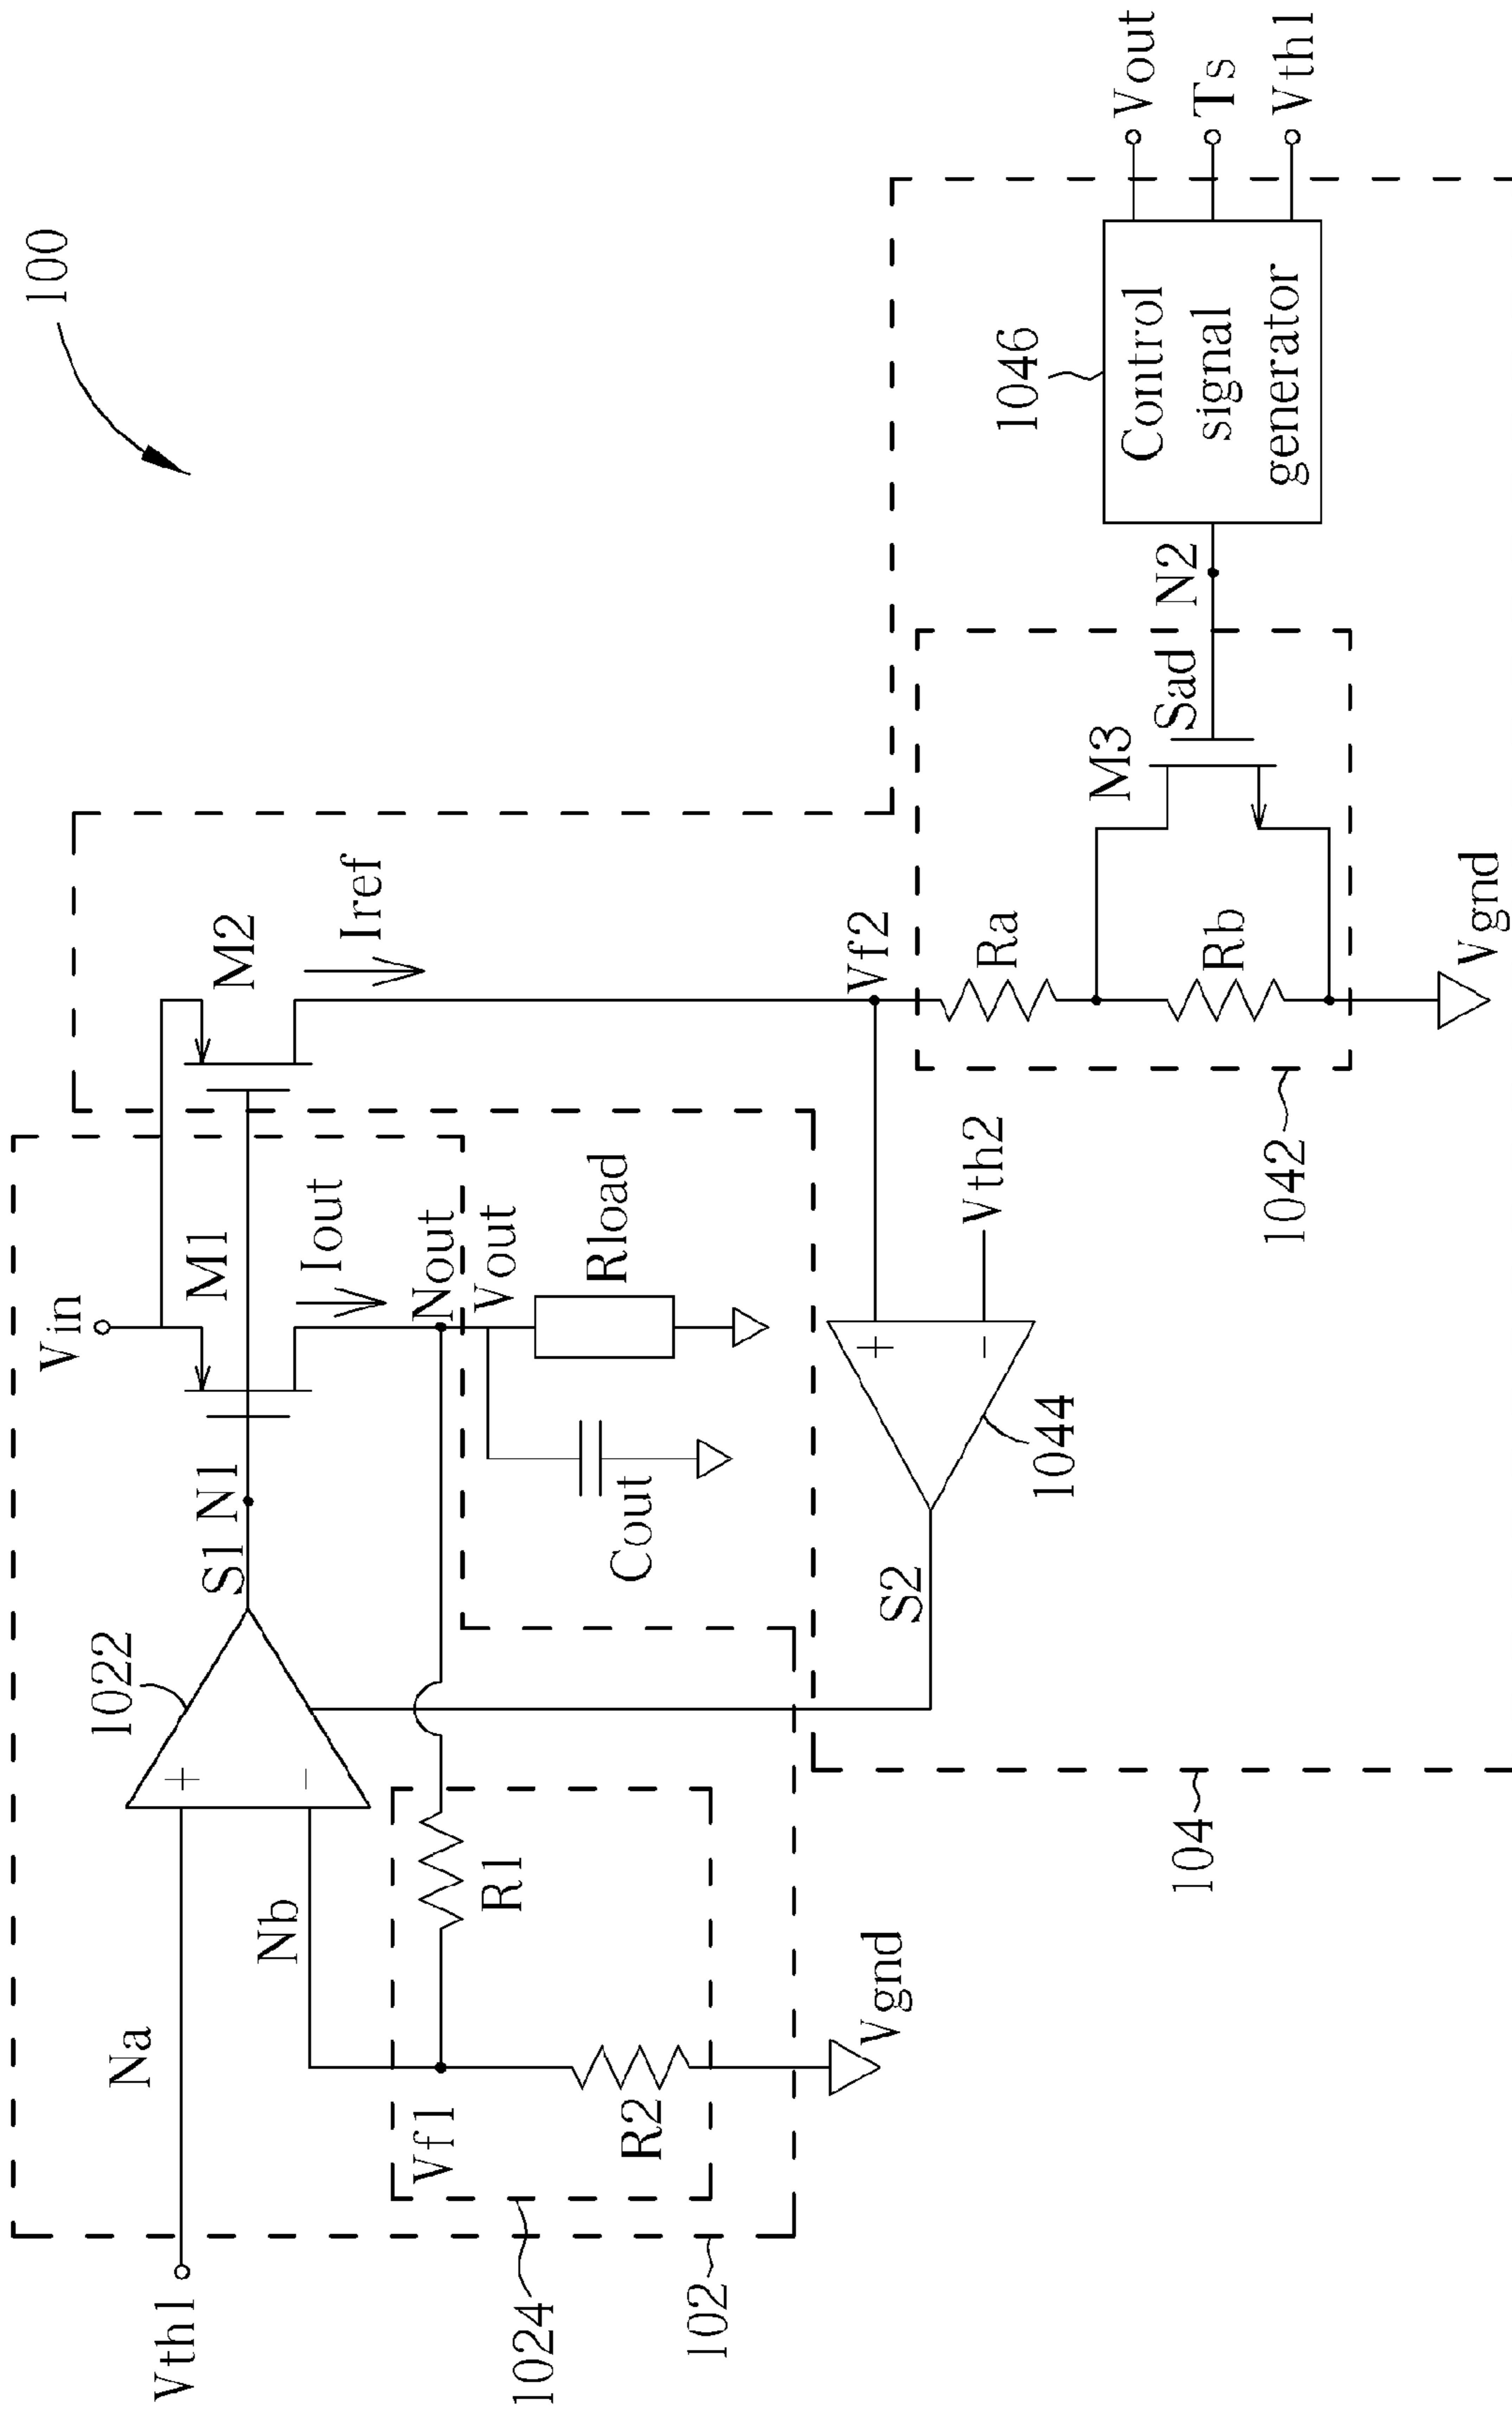 100
Vin
M1
M2
1022
S1
N1
Na
Nb
Iout
Iref
Vth1
Nout
Vout
R1
Vf1
1024
R2
Cout
Rload
102
Vgnd
S2
Vf2
Vth2
1044
Ra
M3
Rb
Sad
N2
1046
Control
signal
generator
Vout
Ts
Vth1
104
1042
Vgnd